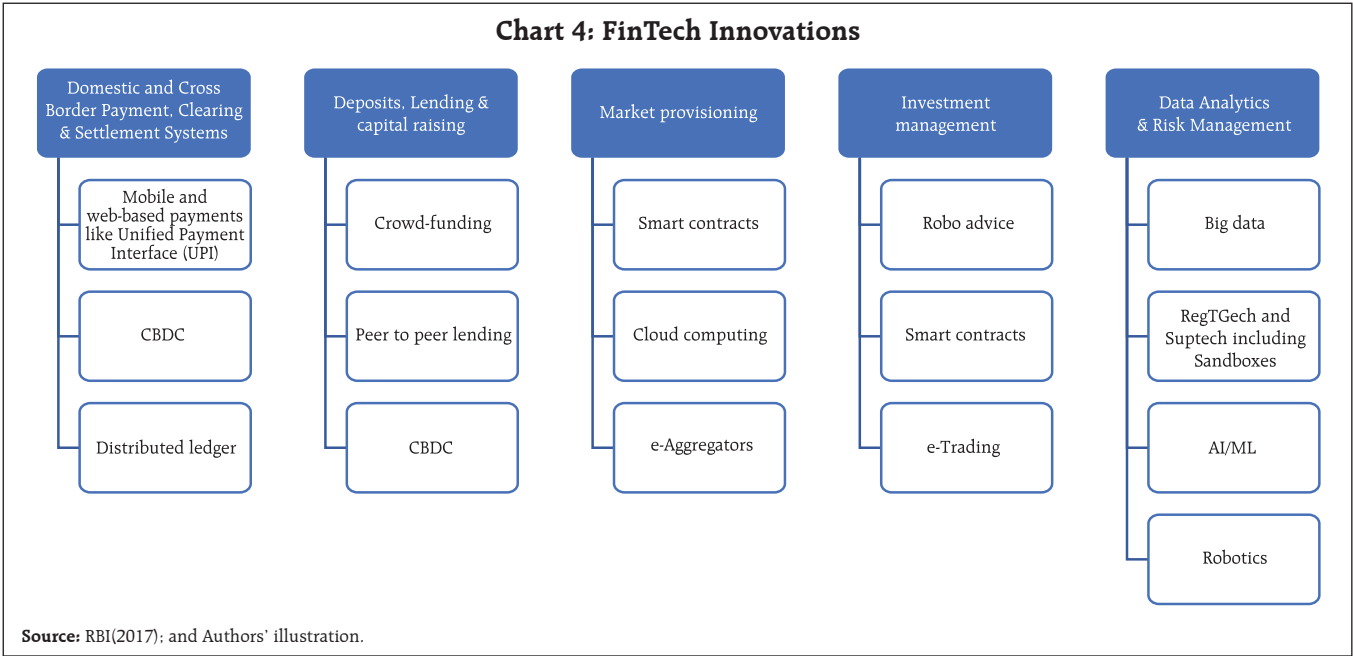 Chart 4: FinTech Innovations
Domestic and Cross
Border Payment, Clearing
& Settlement Systems
Mobile and
web-based payments
like Unified Payment
Interface (UPI)
CBDC
Distributed ledger
Deposits, Lending &
capital raising
Crowd-funding
Peer to peer lending
CBDC
Market provisioning
Smart contracts
Cloud computing
e-Aggregators
Investment
management
Robo advice
Smart contracts
e-Trading
Data Analytics
& Risk Management
Big data
RegTGech and
Suptech including
Sandboxes
AI/ML
Robotics
Source: RBI(2017); and Authors’ illustration.